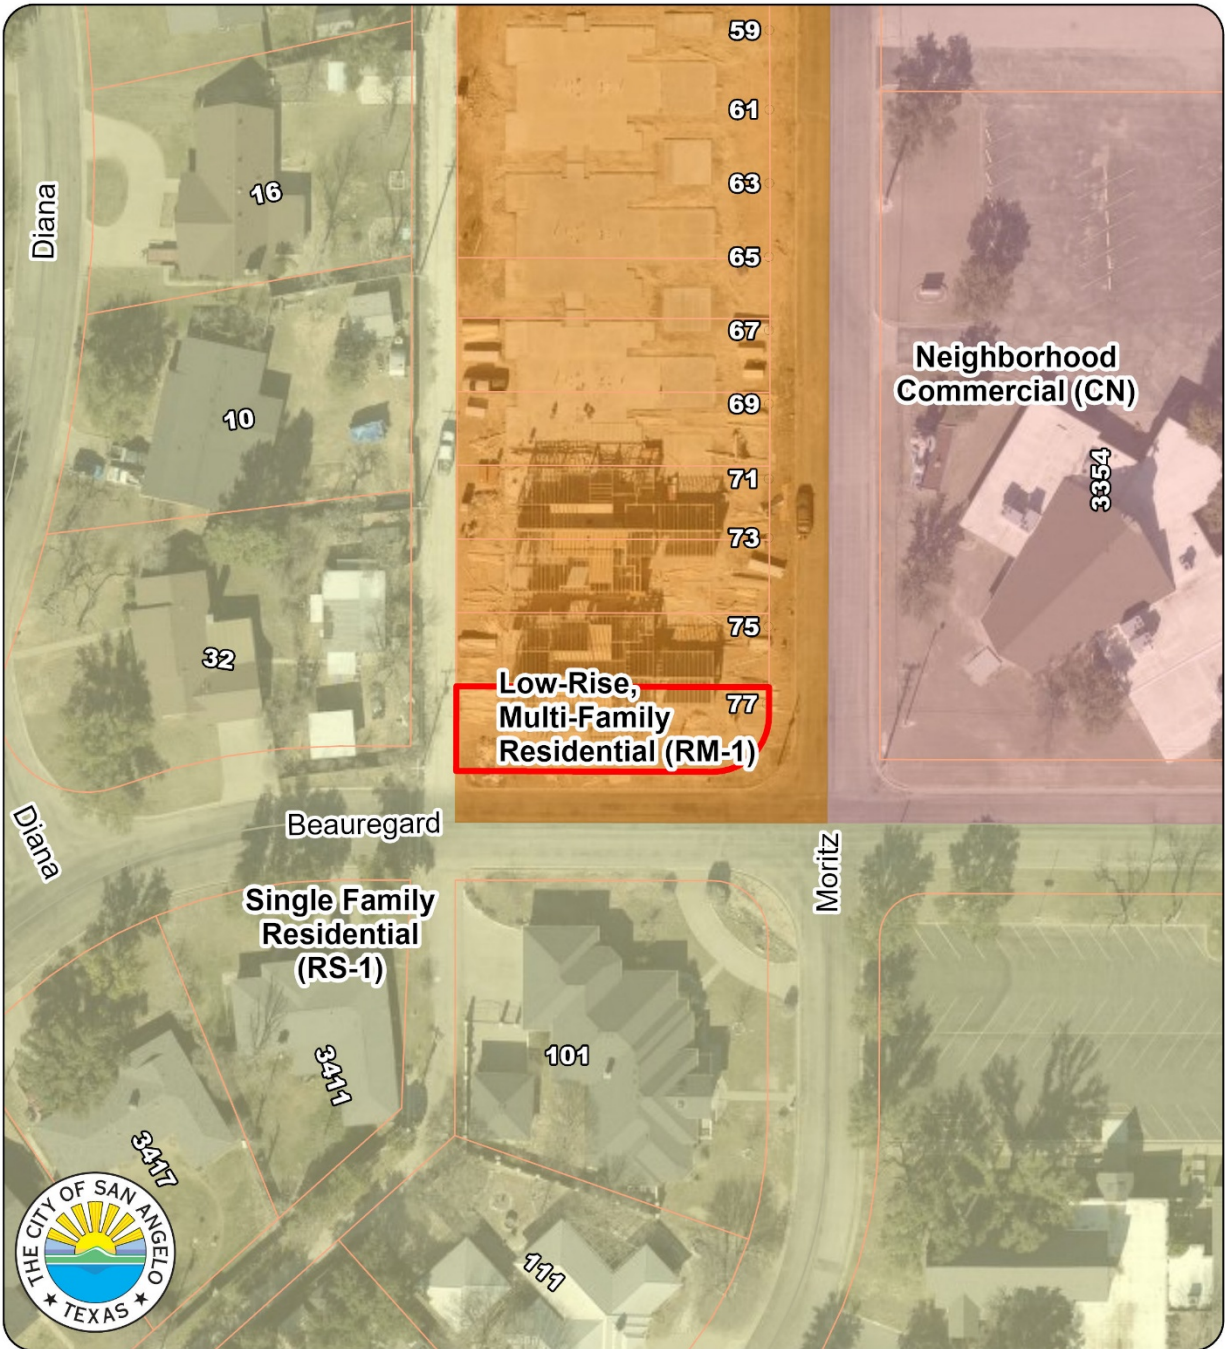 59
61
63
65
67
69
71
73
75
77
16
10
32
Diana
Diana
Neighborhood
Commercial (CN)
3354
Low-Rise,
Multi-Family
Residential (RM-1)
Beauregard
Moritz
Single Family
Residential
(RS-1)
101
3411
3417
111
THE CITY OF SAN ANGELO
★ TEXAS ★